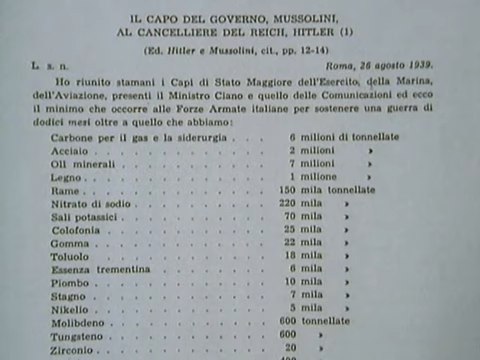 IL CAPO DEL GOVERNO, MUSSOLINI,
AL CANCELLIERE DEL REICH, HITLER (1)
(Ed. Hitler e Mussolini, cit., pp. 12-14)
L. s. n. Roma, 26 agosto 1939.
Ho riunito stamani i Capi di Stato Maggiore dell'Esercito, della Marina,
dell'Aviazione, presenti il Ministro Ciano e quello delle Comunicazioni ed ecco
il minimo che occorre alle Forze Armate italiane per sostenere una guerra di
dodici mesi oltre a quello che abbiamo:
Carbone per il gas e la siderurgia . . . 6 milioni di tonnellate
Acciaio . . . . . . . . . . 2 milioni »
Oli minerali . . . . . . . . . 7 milioni »
Legno . . . . . . . . . . . 1 milione »
Rame . . . . . . . . . . . 150 mila tonnellate
Nitrato di sodio . . . . . . . . 220 mila »
Sali potassici . . . . . . . . . 70 mila »
Colofonia . . . . . . . . . . 25 mila »
Gomma . . . . . . . . . . 22 mila »
Toluolo . . . . . . . . . . 18 mila »
Essenza trementina . . . . . . . 6 mila »
Piombo . . . . . . . . . . 10 mila »
Stagno . . . . . . . . . . 7 mila »
Nikelio . . . . . . . . . . 5 mila »
Molibdeno . . . . . . . . . 600 tonnellate
Tungsteno . . . . . . . . . 600 »
Zirconio . . . . . . . . . . 20 »